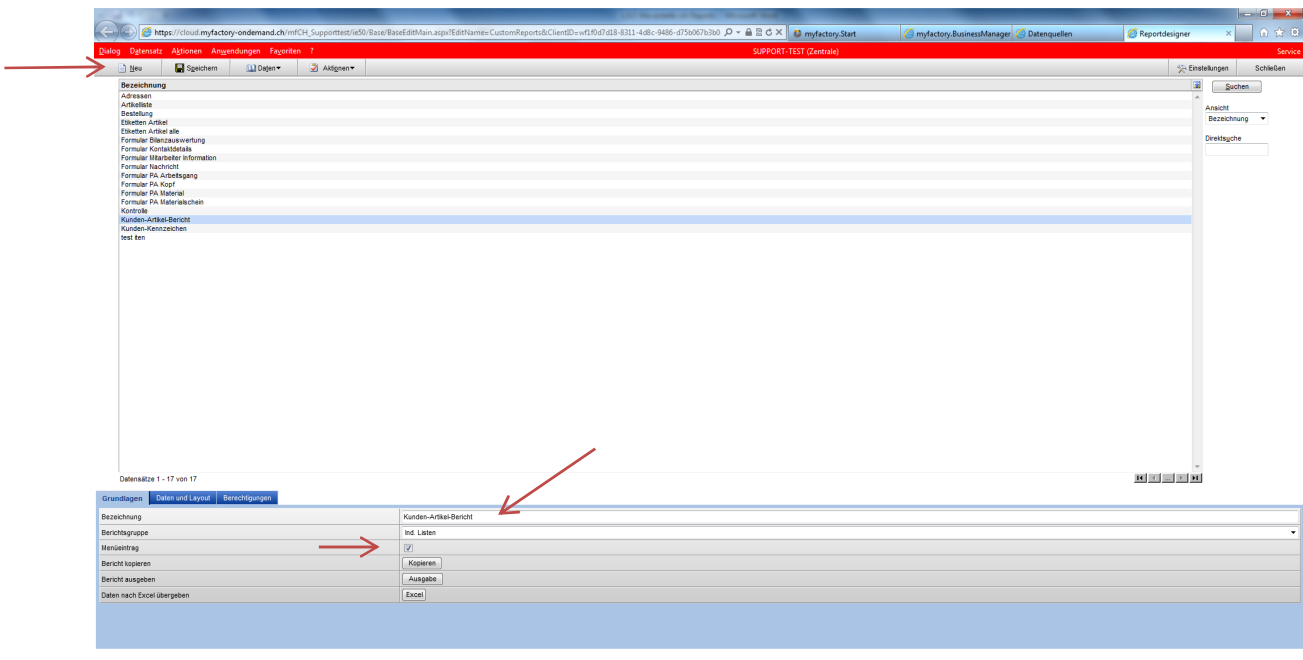 https://cloud.myfactory-ondemand.ch/mfCH_Supporttest/ie50/Base/BaseEditMain.aspx?EditName=CustomReports&ClientID=wf1f0d7d18-8311-4d8c-9486-d75b067b3b0
myfactory.Start
myfactory.BusinessManager
Datenquellen
Reportdesigner
Dialog Datensatz Aktionen Anwendungen Favoriten ?
SUPPORT-TEST (Zentrale)
Service
Neu Speichern Daten Aktionen Einstellungen Schließen
Bezeichnung
Suchen
Adressen
Artikelliste
Bestellung
Etiketten Artikel
Etiketten Artikel alle
Formular Bilanzauswertung
Formular Kontaktdetails
Formular Mitarbeiter Information
Formular Nachricht
Formular PA Arbeitsgang
Formular PA Kopf
Formular PA Material
Formular PA Materialschein
Kontrolle
Kunden-Artikel-Bericht
Kunden-Kennzeichen
test iten
Ansicht
Bezeichnung
Direktsuche
Datensätze 1 - 17 von 17
Grundlagen Daten und Layout Berechtigungen
Bezeichnung Kunden-Artikel-Bericht
Berichtsgruppe Ind. Listen
Menüeintrag
Bericht kopieren Kopieren
Bericht ausgeben Ausgabe
Daten nach Excel übergeben Excel